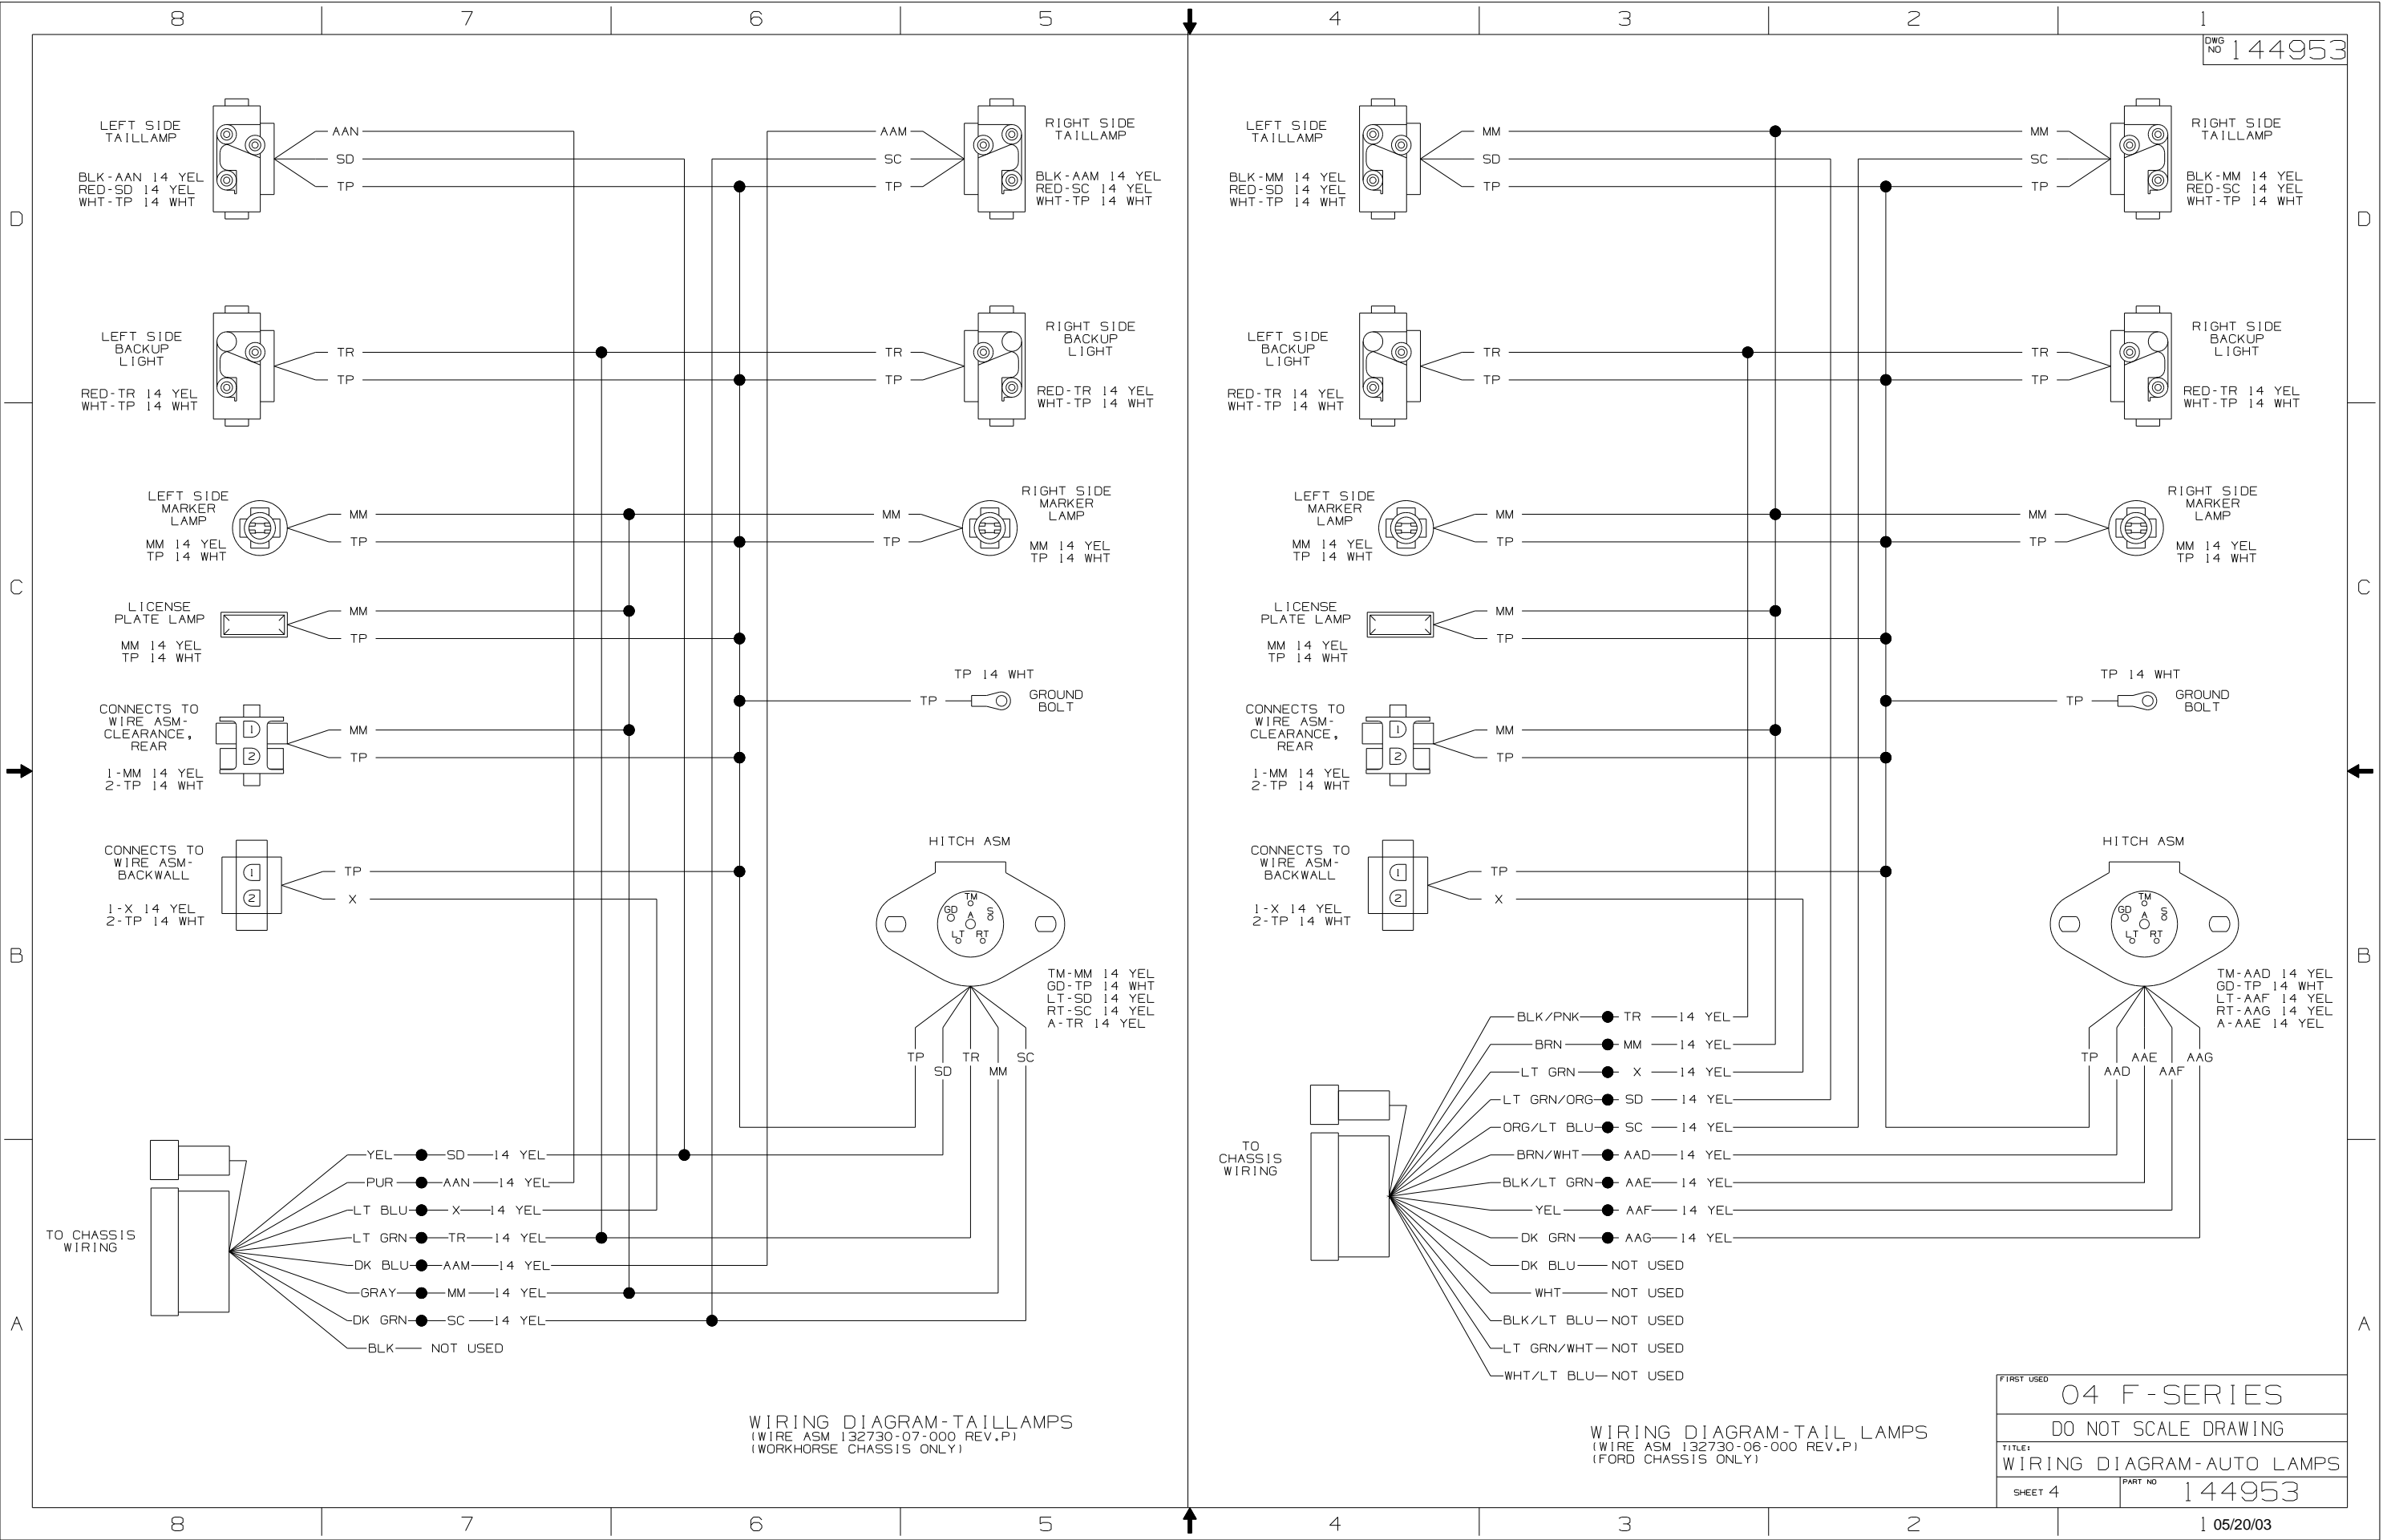 8 7 6 5 4 3 2 1
DWG NO 144953
D
C
B
A
LEFT SIDE
TAILLAMP
BLK-AAN 14 YEL
RED-SD 14 YEL
WHT-TP 14 WHT
AAN
SD
TP
AAM
SC
TP
RIGHT SIDE
TAILLAMP
BLK-AAM 14 YEL
RED-SC 14 YEL
WHT-TP 14 WHT
LEFT SIDE
BACKUP
LIGHT
RED-TR 14 YEL
WHT-TP 14 WHT
TR
TP
TR
TP
RIGHT SIDE
BACKUP
LIGHT
RED-TR 14 YEL
WHT-TP 14 WHT
LEFT SIDE
MARKER
LAMP
MM 14 YEL
TP 14 WHT
MM
TP
MM
TP
RIGHT SIDE
MARKER
LAMP
MM 14 YEL
TP 14 WHT
LICENSE
PLATE LAMP
MM 14 YEL
TP 14 WHT
MM
TP
TP 14 WHT
TP
GROUND
BOLT
CONNECTS TO
WIRE ASM-
CLEARANCE,
REAR
1-MM 14 YEL
2-TP 14 WHT
1
2
MM
TP
CONNECTS TO
WIRE ASM-
BACKWALL
1-X 14 YEL
2-TP 14 WHT
1
2
TP
X
HITCH ASM
TM
GD A S
LT RT
TM-MM 14 YEL
GD-TP 14 WHT
LT-SD 14 YEL
RT-SC 14 YEL
A-TR 14 YEL
TP TR SC
SD MM
TO CHASSIS
WIRING
YEL SD 14 YEL
PUR AAN 14 YEL
LT BLU X 14 YEL
LT GRN TR 14 YEL
DK BLU AAM 14 YEL
GRAY MM 14 YEL
DK GRN SC 14 YEL
BLK NOT USED
WIRING DIAGRAM-TAILLAMPS
(WIRE ASM 132730-07-000 REV.P)
(WORKHORSE CHASSIS ONLY)
LEFT SIDE
TAILLAMP
BLK-MM 14 YEL
RED-SD 14 YEL
WHT-TP 14 WHT
MM
SD
TP
MM
SC
TP
RIGHT SIDE
TAILLAMP
BLK-MM 14 YEL
RED-SC 14 YEL
WHT-TP 14 WHT
LEFT SIDE
BACKUP
LIGHT
RED-TR 14 YEL
WHT-TP 14 WHT
TR
TP
TR
TP
RIGHT SIDE
BACKUP
LIGHT
RED-TR 14 YEL
WHT-TP 14 WHT
LEFT SIDE
MARKER
LAMP
MM 14 YEL
TP 14 WHT
MM
TP
MM
TP
RIGHT SIDE
MARKER
LAMP
MM 14 YEL
TP 14 WHT
LICENSE
PLATE LAMP
MM 14 YEL
TP 14 WHT
MM
TP
TP 14 WHT
TP
GROUND
BOLT
CONNECTS TO
WIRE ASM-
CLEARANCE,
REAR
1-MM 14 YEL
2-TP 14 WHT
1
2
MM
TP
CONNECTS TO
WIRE ASM-
BACKWALL
1-X 14 YEL
2-TP 14 WHT
1
2
TP
X
HITCH ASM
TM
GD A S
LT RT
TM-AAD 14 YEL
GD-TP 14 WHT
LT-AAF 14 YEL
RT-AAG 14 YEL
A-AAE 14 YEL
TP AAE AAG
AAD AAF
TO
CHASSIS
WIRING
BLK/PNK TR 14 YEL
BRN MM 14 YEL
LT GRN X 14 YEL
LT GRN/ORG SD 14 YEL
ORG/LT BLU SC 14 YEL
BRN/WHT AAD 14 YEL
BLK/LT GRN AAE 14 YEL
YEL AAF 14 YEL
DK GRN AAG 14 YEL
DK BLU NOT USED
WHT NOT USED
BLK/LT BLU NOT USED
LT GRN/WHT NOT USED
WHT/LT BLU NOT USED
WIRING DIAGRAM-TAIL LAMPS
(WIRE ASM 132730-06-000 REV.P)
(FORD CHASSIS ONLY)
FIRST USED
04 F-SERIES
DO NOT SCALE DRAWING
TITLE:
WIRING DIAGRAM-AUTO LAMPS
SHEET 4
PART NO 144953
D
C
B
A
8 7 6 5 4 3 2 1
05/20/03